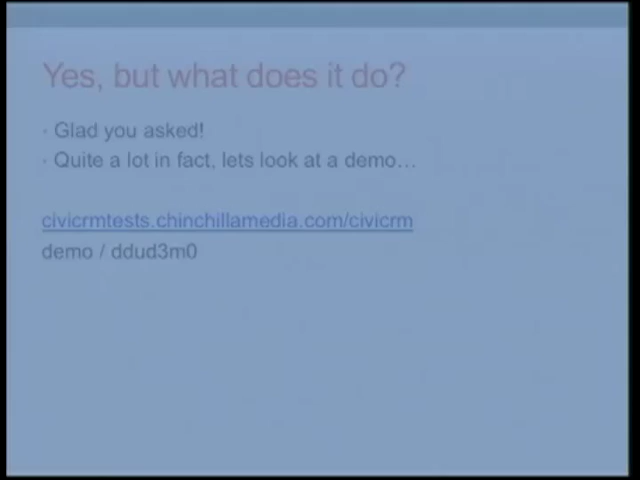 Yes, but what does it do?
· Glad you asked!
· Quite a lot in fact, lets look at a demo…
civicrmtests.chinchillamedia.com/civicrm
demo / ddud3m0